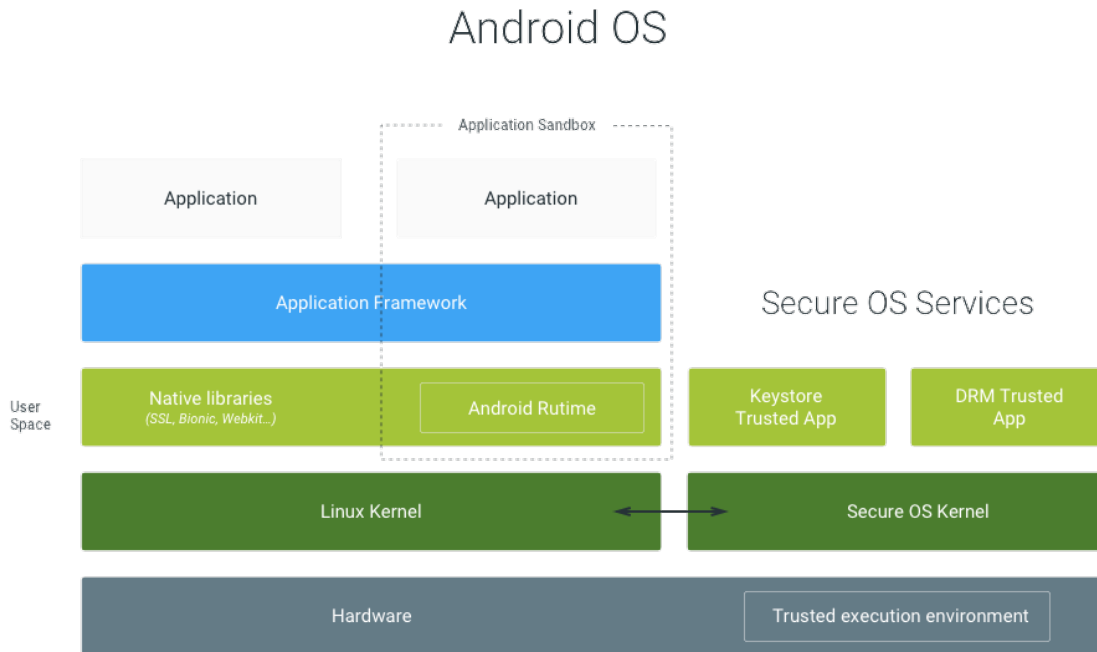 Android OS
Application Sandbox
Application
Application
Application Framework
Secure OS Services
User
Space
Native libraries
(SSL, Bionic, Webkit...)
Android Rutime
Keystore
Trusted App
DRM Trusted
App
Linux Kernel
Secure OS Kernel
Hardware
Trusted execution environment